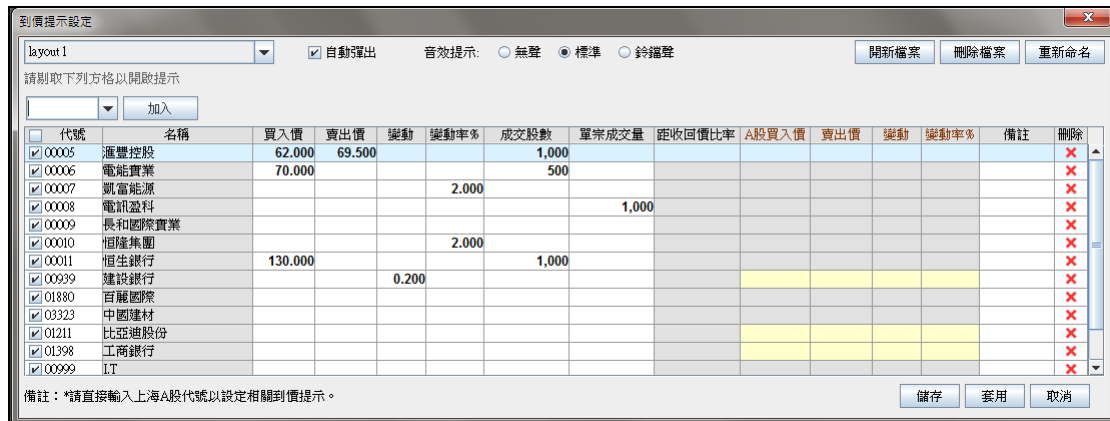 到價提示設定
layout 1 自動彈出 音效提示: 無聲 標準 鈴鐺聲 開新檔案 刪除檔案 重新命名
請剔取下列方格以開啟提示
加入
代號 名稱 買入價 賣出價 變動 變動率% 成交股數 單宗成交量 距收回價比率 A股買入價 賣出價 變動 變動率% 備註 刪除
00005 滙豐控股 62.000 69.500 1,000
00006 電能實業 70.000 500
00007 凱富能源 2.000
00008 電訊盈科 1,000
00009 長和國際實業
00010 恒隆集團 2.000
00011 恒生銀行 130.000 1,000
00939 建設銀行 0.200
01880 百麗國際
03323 中國建材
01211 比亞迪股份
01398 工商銀行
00999 I.T
備註：*請直接輸入上海A股代號以設定相關到價提示。 儲存 套用 取消